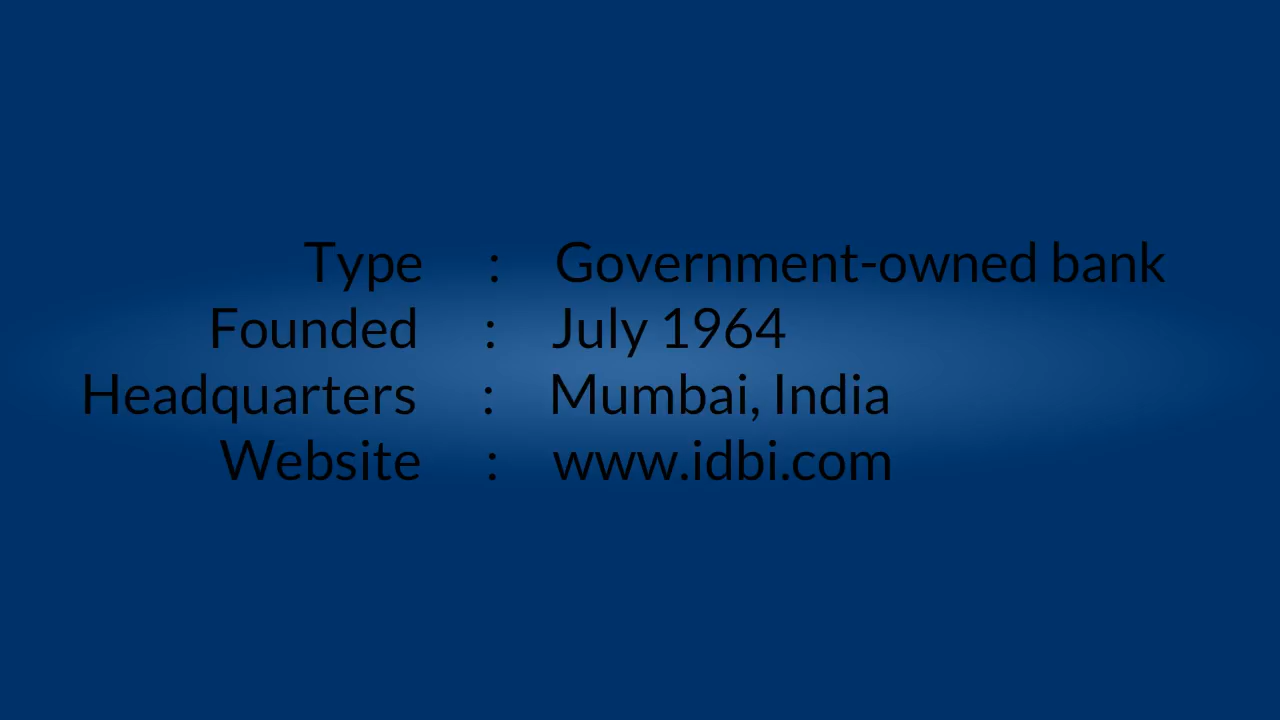 Type : Government-owned bank
Founded : July 1964
Headquarters : Mumbai, India
Website : www.idbi.com